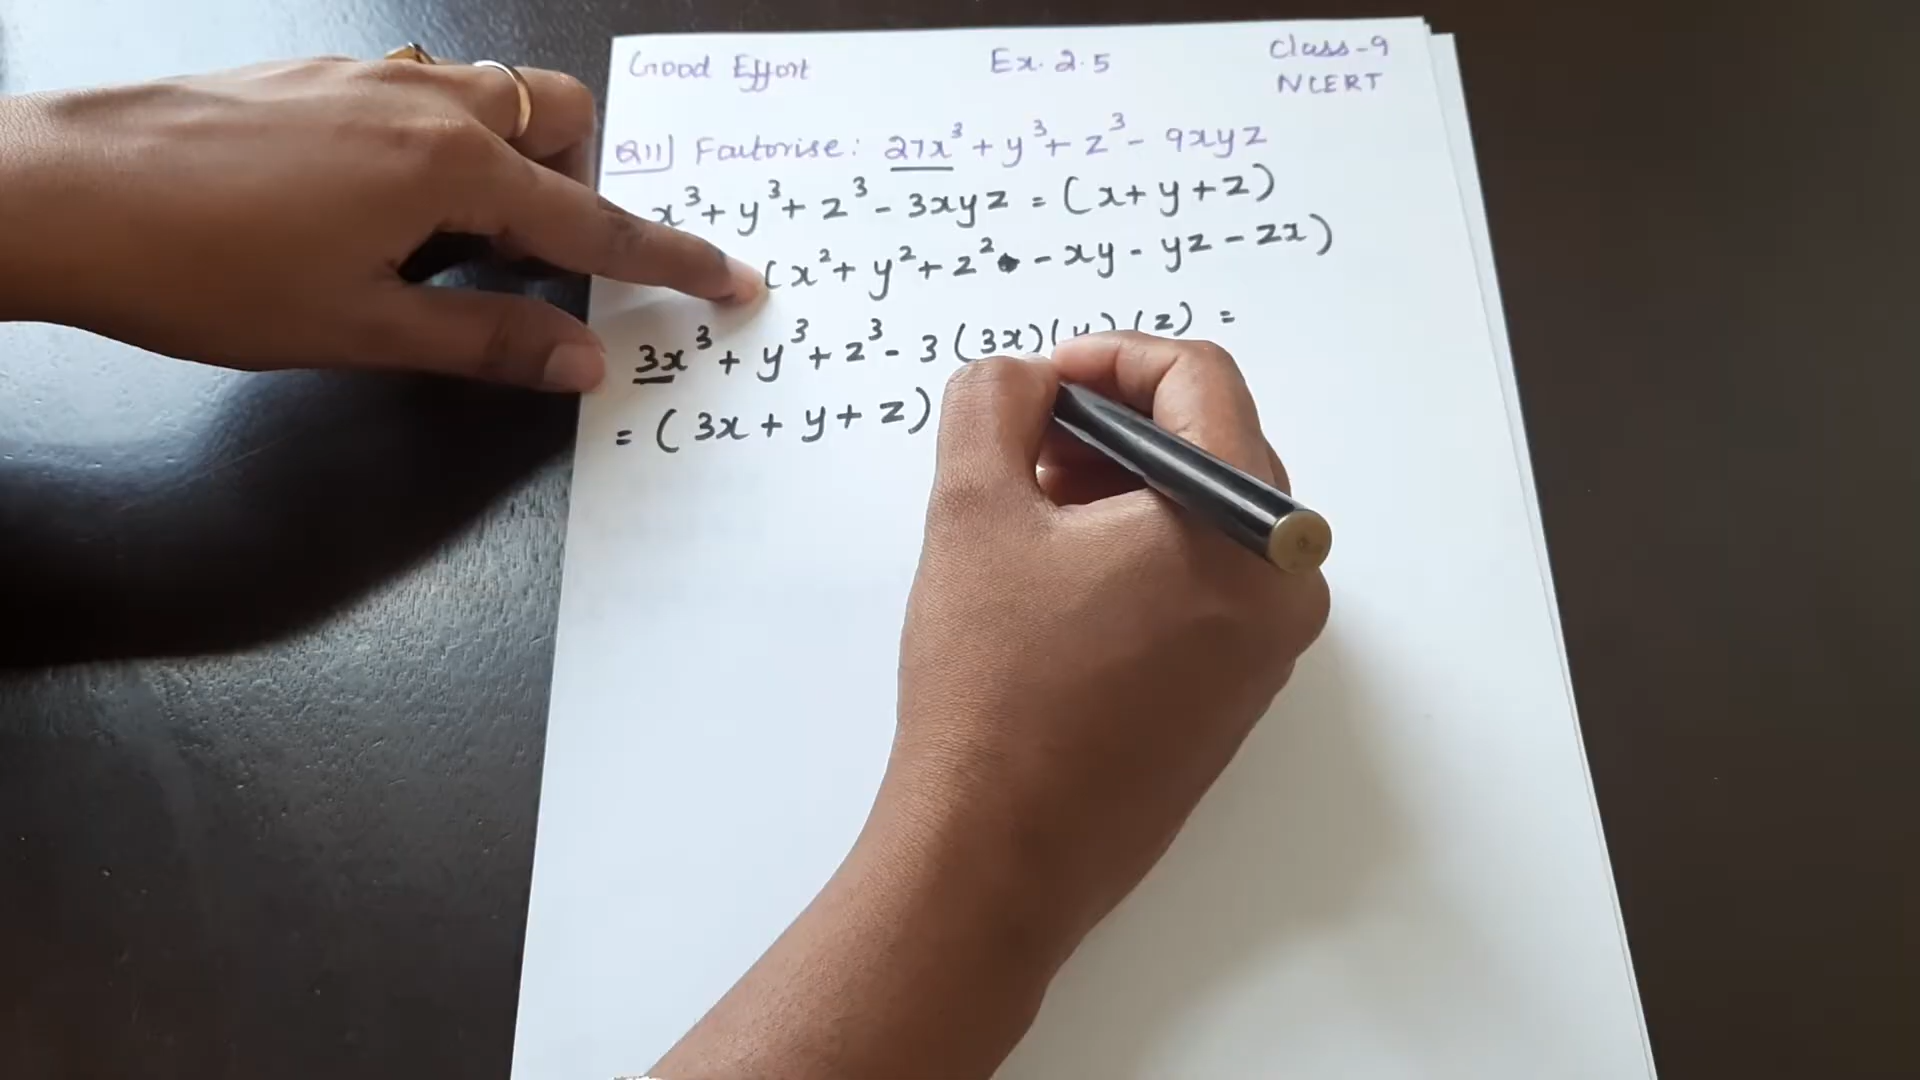 Good Effort Ex. 2.5 Class-9
NCERT
Q11) Factorise: 27x³ + y³ + z³ - 9xyz
x³ + y³ + z³ - 3xyz = (x + y + z)
(x² + y² + z² - xy - yz - zx)
3x³ + y³ + z³ - 3 (3x) (y) (z) =
= (3x + y + z)